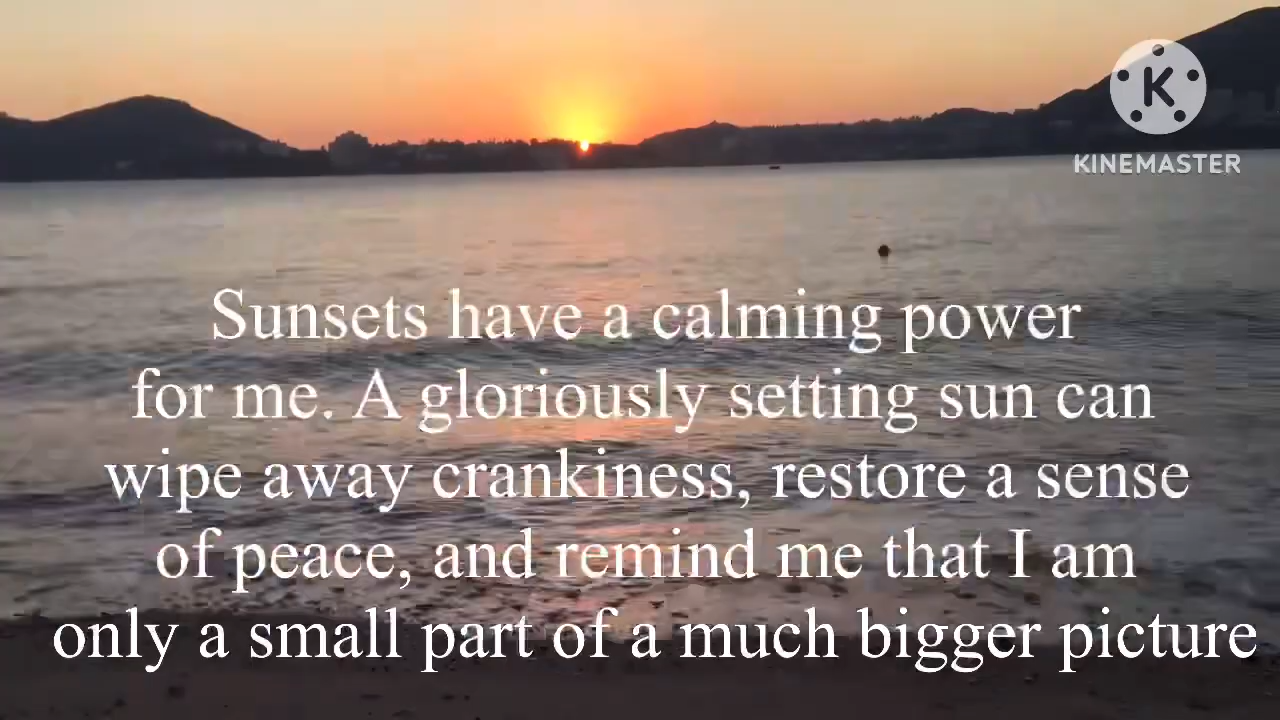 K
KINEMASTER
Sunsets have a calming power
for me. A gloriously setting sun can
wipe away crankiness, restore a sense
of peace, and remind me that I am
only a small part of a much bigger picture